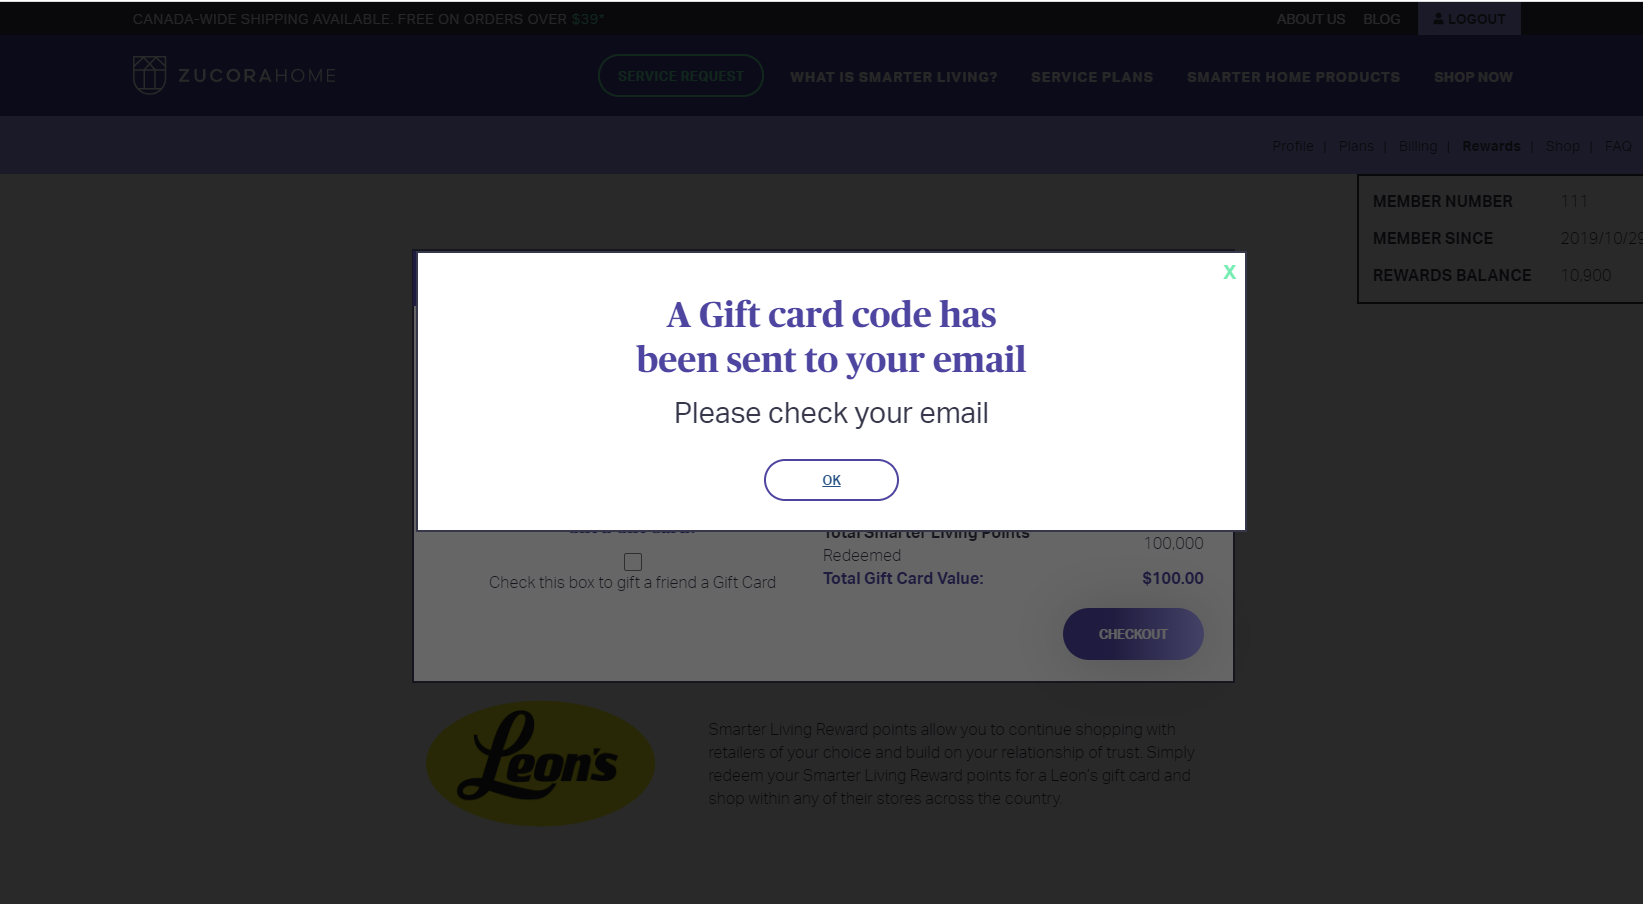 CANADA-WIDE SHIPPING AVAILABLE. FREE ON ORDERS OVER $39*
ABOUT US
BLOG
LOGOUT
ZUCORAHOME
SERVICE REQUEST
WHAT IS SMARTER LIVING?
SERVICE PLANS
SMARTER HOME PRODUCTS
SHOP NOW
Profile | Plans | Billing | Rewards | Shop | FAQ
MEMBER NUMBER 111
MEMBER SINCE 2019/10/29
REWARDS BALANCE 10,900
X
A Gift card code has
been sent to your email
Please check your email
OK
Total Smarter Living Points
Redeemed
100,000
Check this box to gift a friend a Gift Card
Total Gift Card Value: $100.00
CHECKOUT
Leon's
Smarter Living Reward points allow you to continue shopping with
retailers of your choice and build on your relationship of trust. Simply
redeem your Smarter Living Reward points for a Leon's gift card and
shop within any of their stores across the country.